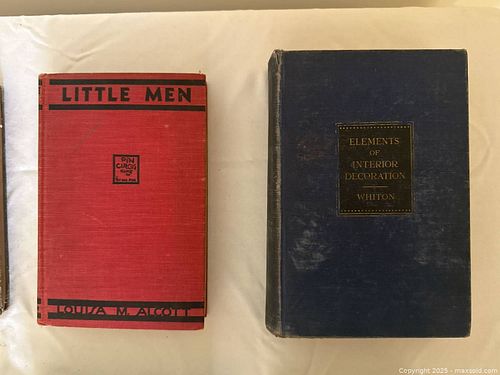 LITTLE MEN
LOUISA M. ALCOTT
ELEMENTS
OF
INTERIOR
DECORATION
WHITON
Copyright 2025 - maxsold.com